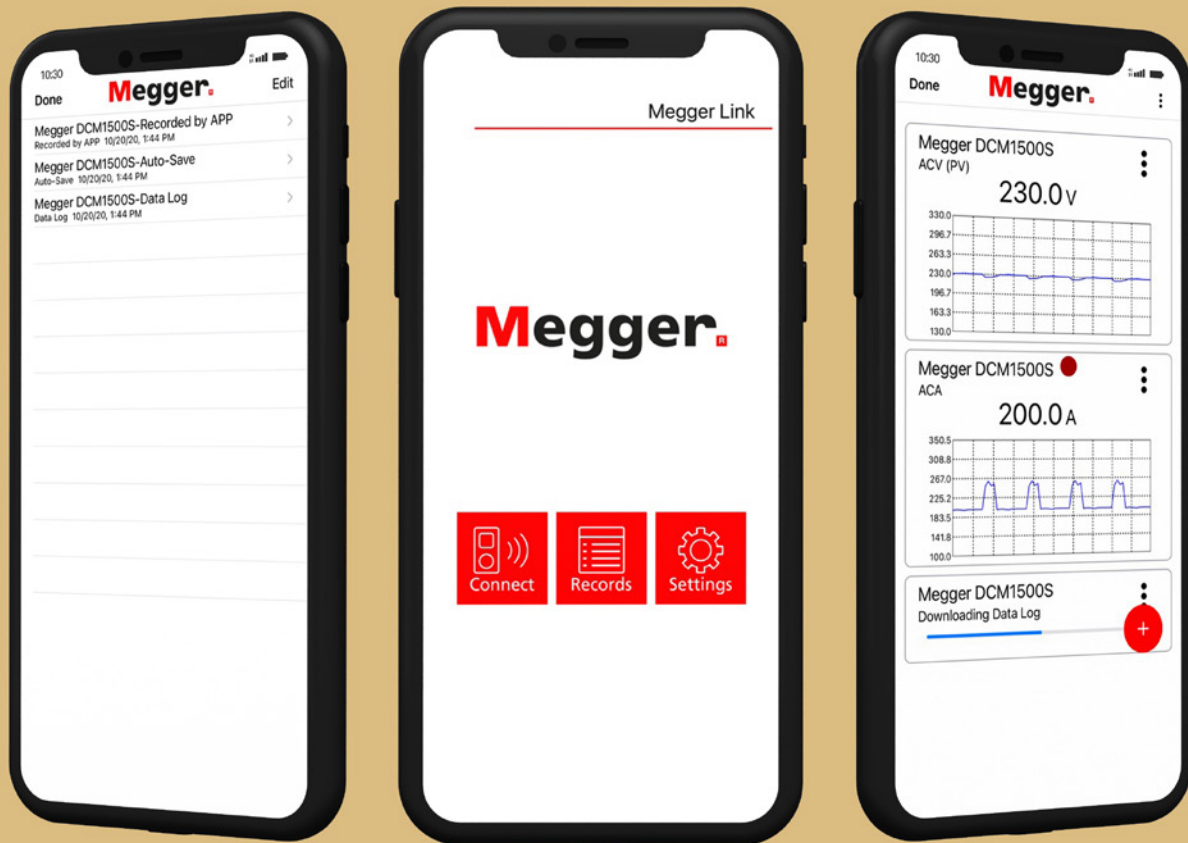 10:30
Done
Megger
Edit
Megger DCM1500S-Recorded by APP
Recorded by APP 10/20/20, 1:44 PM
Megger DCM1500S-Auto-Save
Auto-Save 10/20/20, 1:44 PM
Megger DCM1500S-Data Log
Data Log 10/20/20, 1:44 PM
Megger Link
Megger
R
Connect
Records
Settings
10:30
Done
Megger
Megger DCM1500S
ACV (PV)
230.0 V
330.0
296.7
263.3
230.0
196.7
163.3
130.0
Megger DCM1500S
ACA
200.0 A
350.5
308.8
267.0
225.2
183.5
141.8
100.0
Megger DCM1500S
Downloading Data Log
+